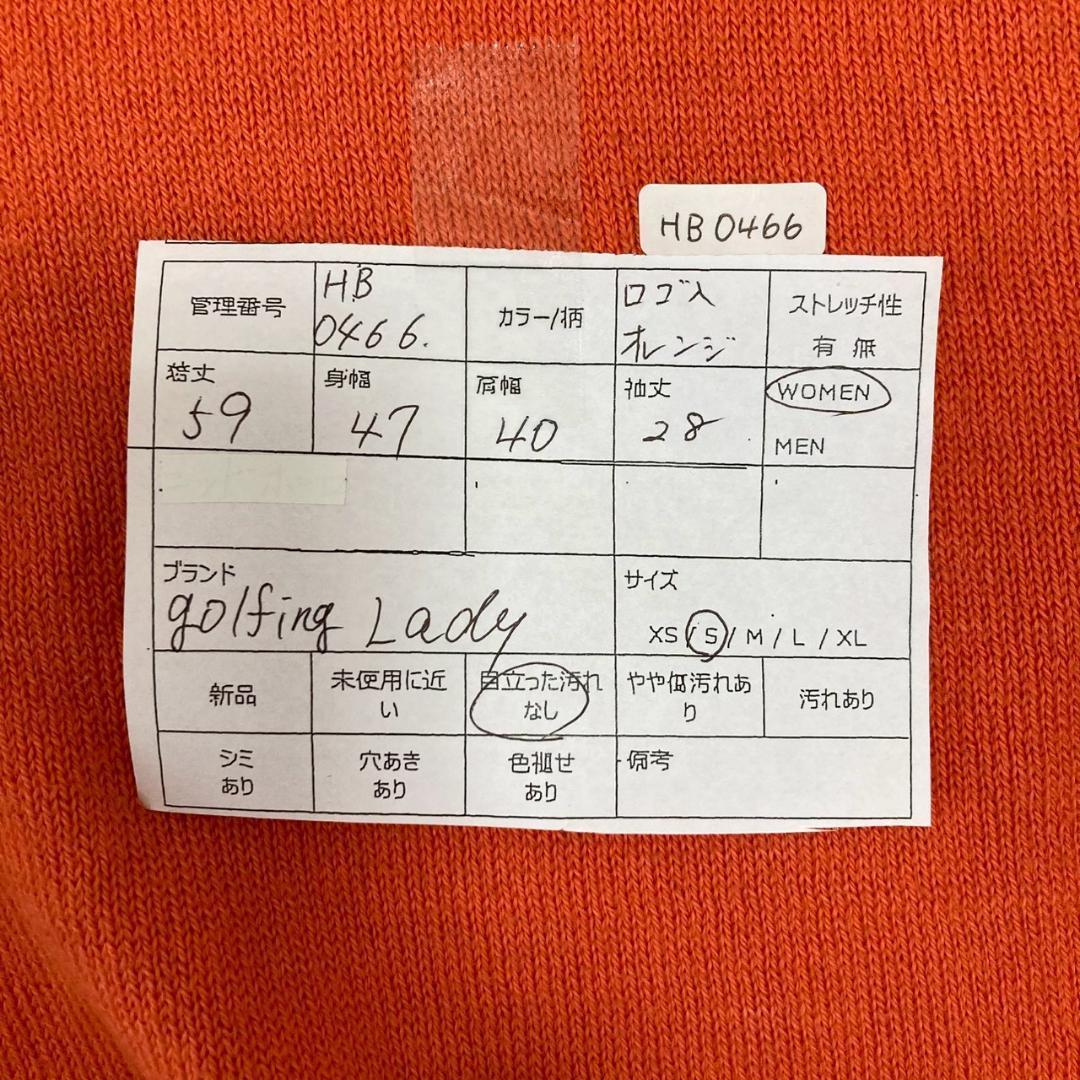 HB0466
管理番号
HB
0466.
カラー/柄
ロゴ入
オレンジ
ストレッチ性
有 無
着丈
59
身幅
47
肩幅
40
袖丈
28
WOMEN
MEN
ブランド
golfing Lady
サイズ
XS/S/M/L/XL
新品
未使用に近
い
目立った汚れ
なし
やや傷汚れあ
り
汚れあり
シミ
あり
穴あき
あり
色褪せ
あり
備考